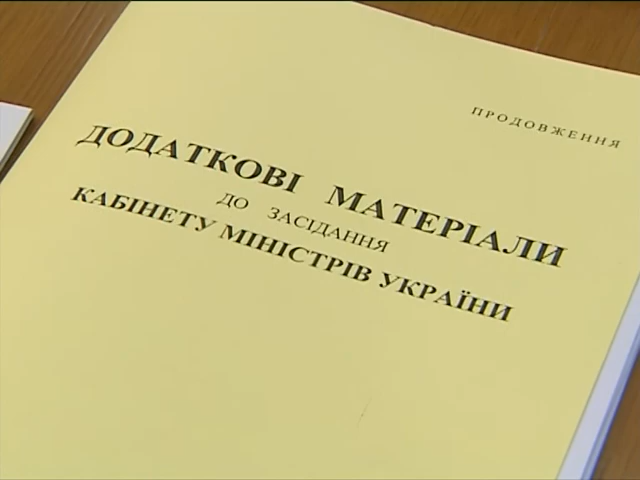 ПРОДОВЖЕННЯ
ДОДАТКОВІ МАТЕРІАЛИ
ДО ЗАСІДАННЯ
КАБІНЕТУ МІНІСТРІВ УКРАЇНИ